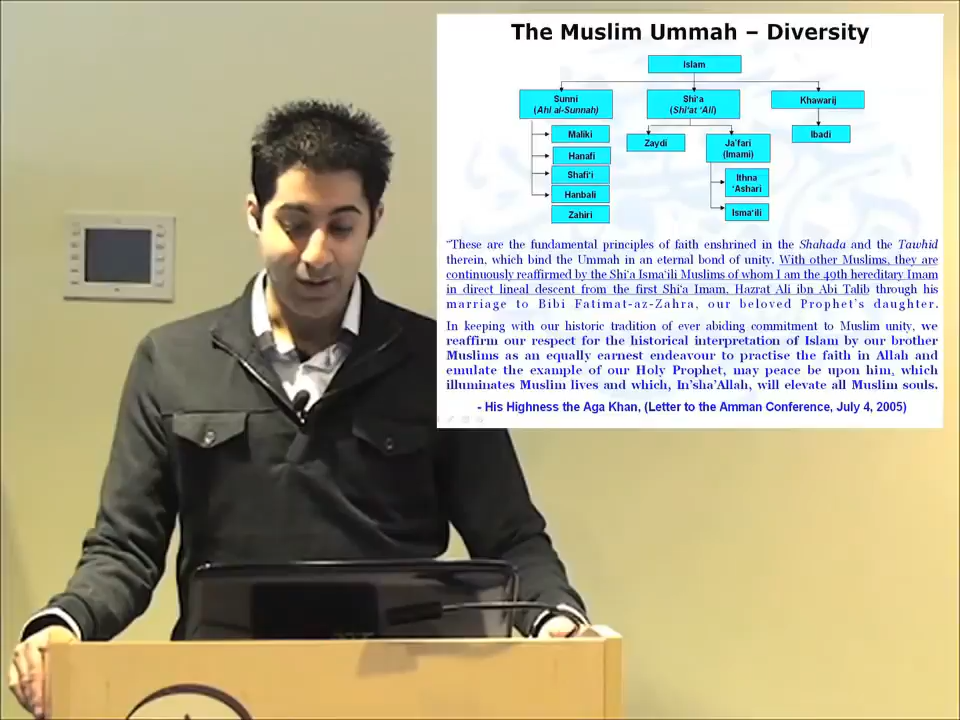 The Muslim Ummah – Diversity
Islam
Sunni
(Ahl al-Sunnah)
Shi'a
(Shi'at 'Ali)
Khawarij
Maliki
Hanafi
Shafi'i
Hanbali
Zahiri
Zaydi
Ja'fari
(Imami)
Ithna
'Ashari
Isma'ili
Ibadi
"These are the fundamental principles of faith enshrined in the Shahada and the Tawhid
therein, which bind the Ummah in an eternal bond of unity. With other Muslims, they are
continuously reaffirmed by the Shi'a Isma'ili Muslims of whom I am the 49th hereditary Imam
in direct lineal descent from the first Shi'a Imam, Hazrat Ali ibn Abi Talib through his
marriage to Bibi Fatimat-az-Zahra, our beloved Prophet's daughter.
In keeping with our historic tradition of ever abiding commitment to Muslim unity, we
reaffirm our respect for the historical interpretation of Islam by our brother
Muslims as an equally earnest endeavour to practise the faith in Allah and
emulate the example of our Holy Prophet, may peace be upon him, which
illuminates Muslim lives and which, In'sha'Allah, will elevate all Muslim souls.
- His Highness the Aga Khan, (Letter to the Amman Conference, July 4, 2005)